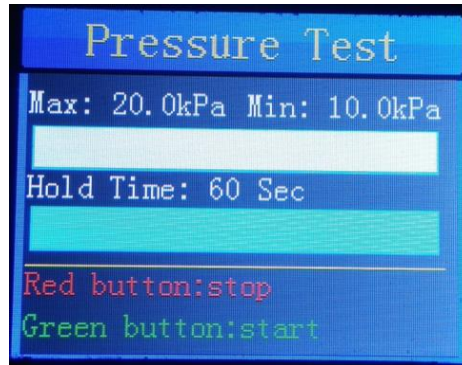 Pressure Test
Max: 20.0kPa Min: 10.0kPa
Hold Time: 60 Sec
Red button:stop
Green button:start